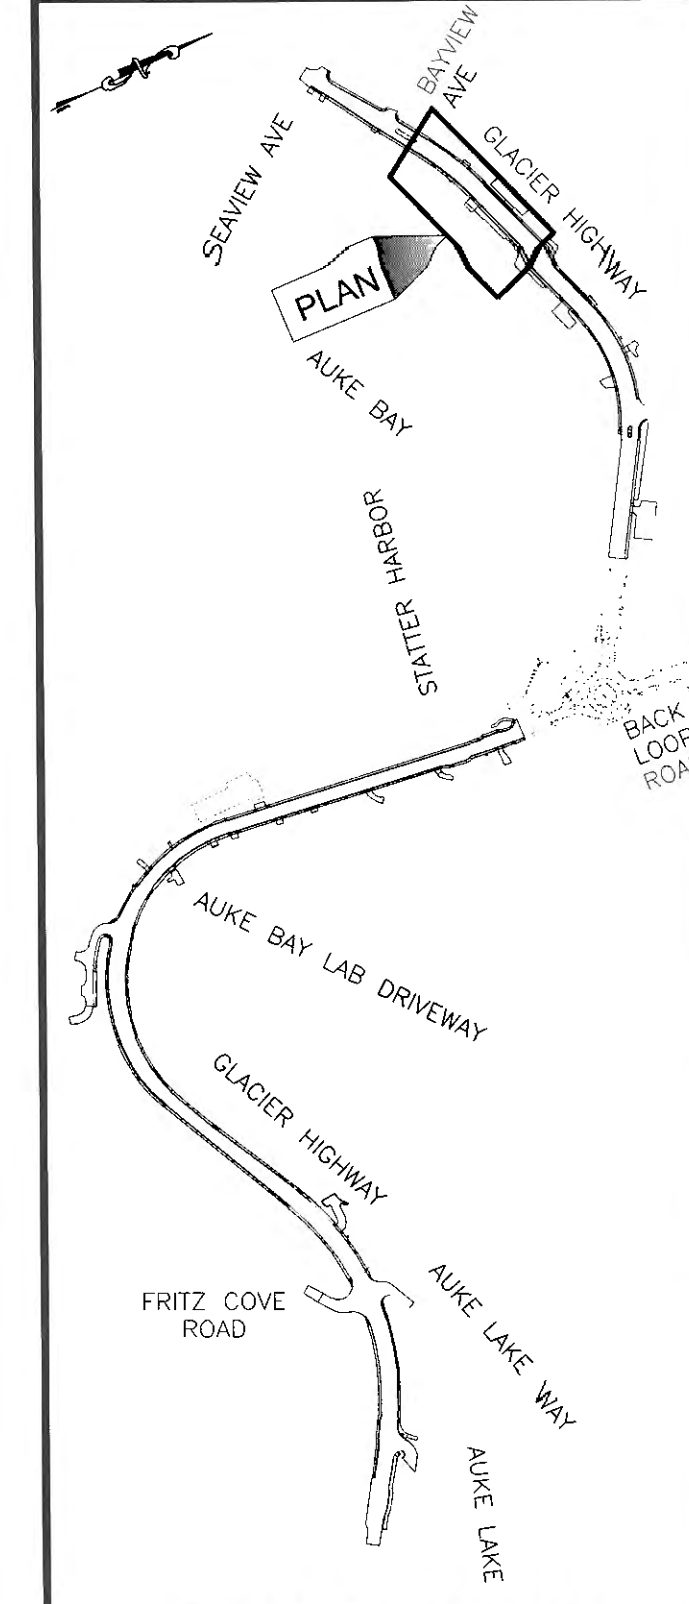 BAYVIEW
AVE
SEAVIEW AVE
GLACIER HIGHWAY
PLAN
AUKE BAY
STATTER HARBOR
BACK
LOOP
AUKE BAY LAB DRIVEWAY
GLACIER HIGHWAY
FRITZ COVE
ROAD
AUKE LAKE WAY
AUKE LAKE